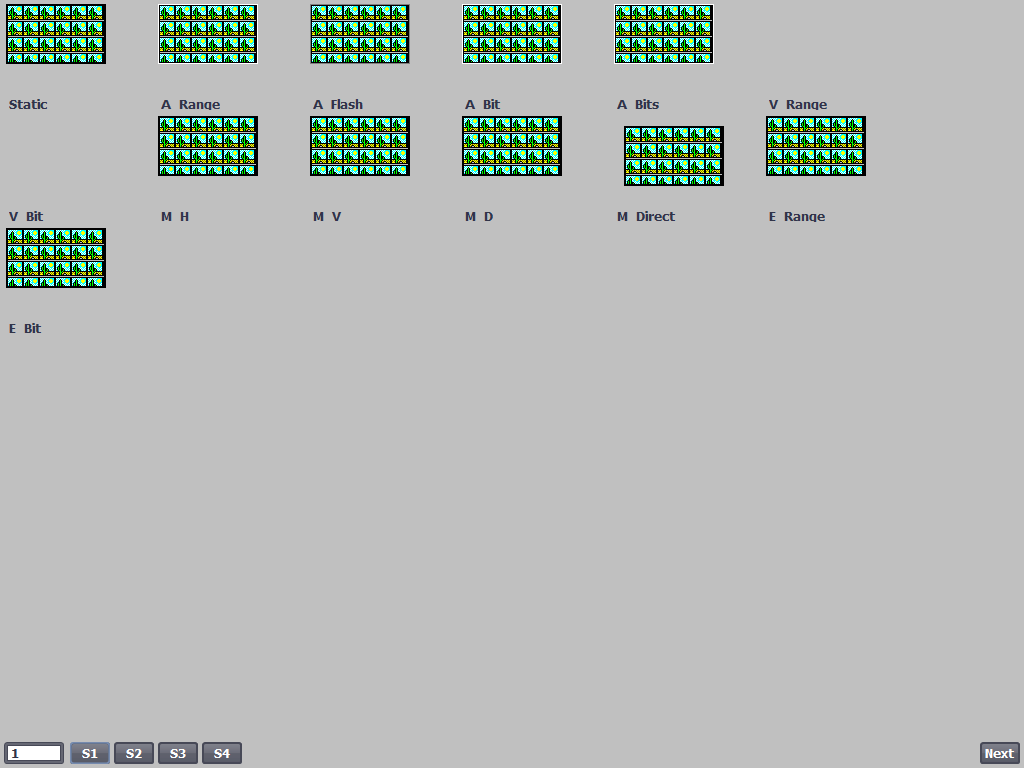 Static A Range A Flash A Bit A Bits V Range
V Bit M H M V M D M Direct E Range
E Bit
1 S1 S2 S3 S4 Next